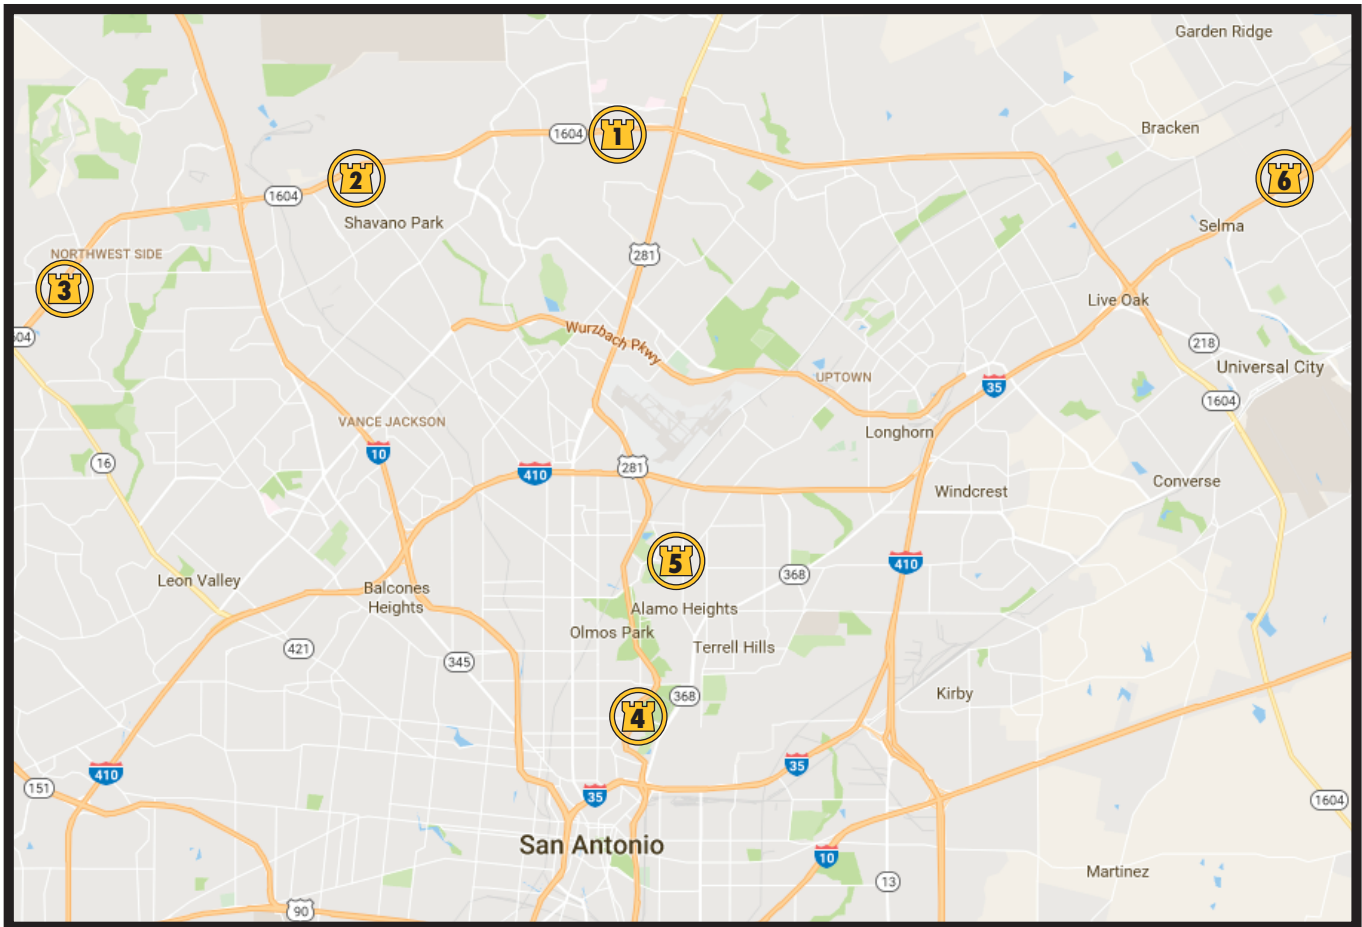 Garden Ridge
Bracken
1604
1
2
6
1604
Shavano Park
Selma
NORTHWEST SIDE
281
3
Live Oak
04
Wurzbach Pkwy
218
Universal City
UPTOWN
35
1604
VANCE JACKSON
Longhorn
10
16
281
410
Converse
Windcrest
5
410
368
Leon Valley
Balcones
Heights
Alamo Heights
Olmos Park
Terrell Hills
421
345
368
Kirby
4
35
410
151
35
1604
San Antonio
10
Martinez
13
90